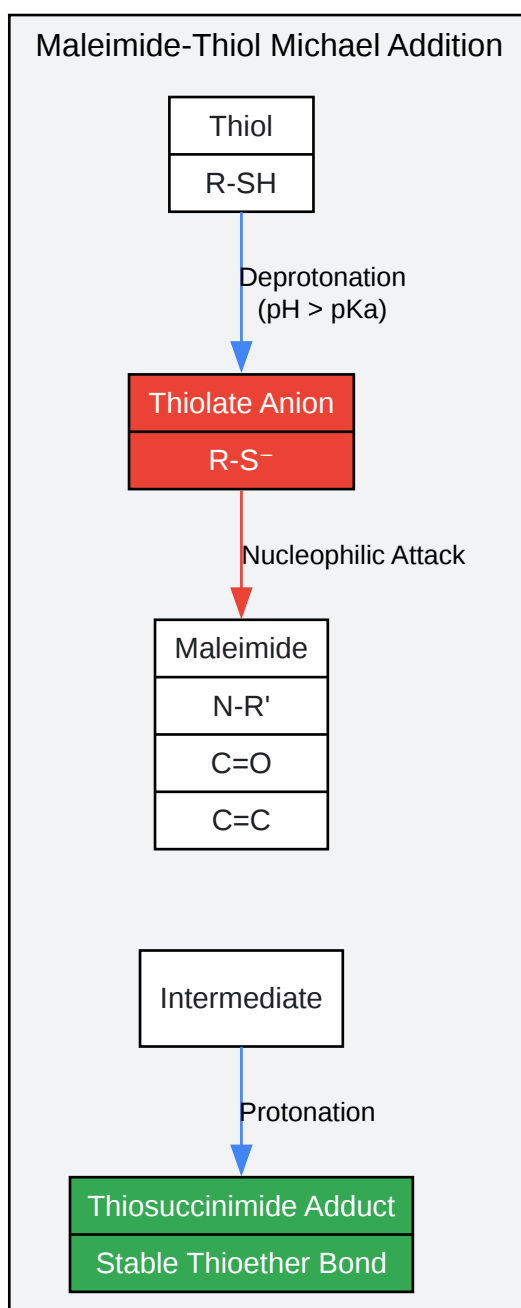 Maleimide-Thiol Michael Addition
Thiol
R-SH
Deprotonation
(pH > pKa)
Thiolate Anion
R-S⁻
Nucleophilic Attack
Maleimide
N-R'
C=O
C=C
Intermediate
Protonation
Thiosuccinimide Adduct
Stable Thioether Bond